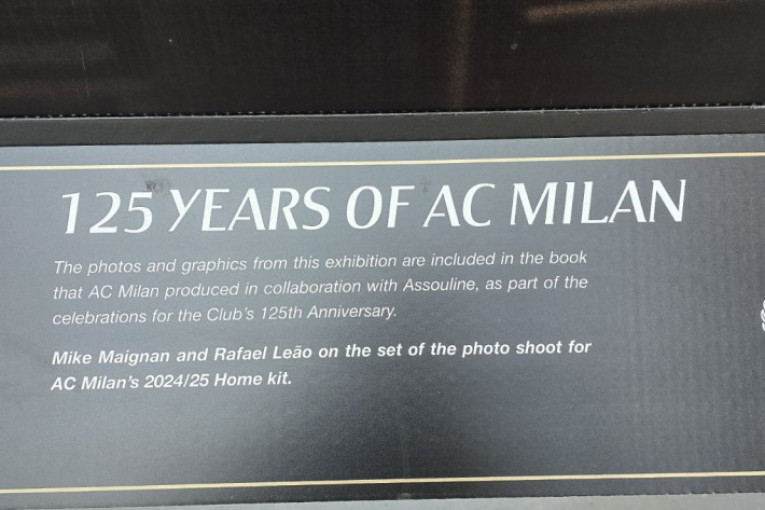 125 YEARS OF AC MILAN
The photos and graphics from this exhibition are included in the book
that AC Milan produced in collaboration with Assouline, as part of the
celebrations for the Club's 125th Anniversary.
Mike Maignan and Rafael Leão on the set of the photo shoot for
AC Milan's 2024/25 Home kit.